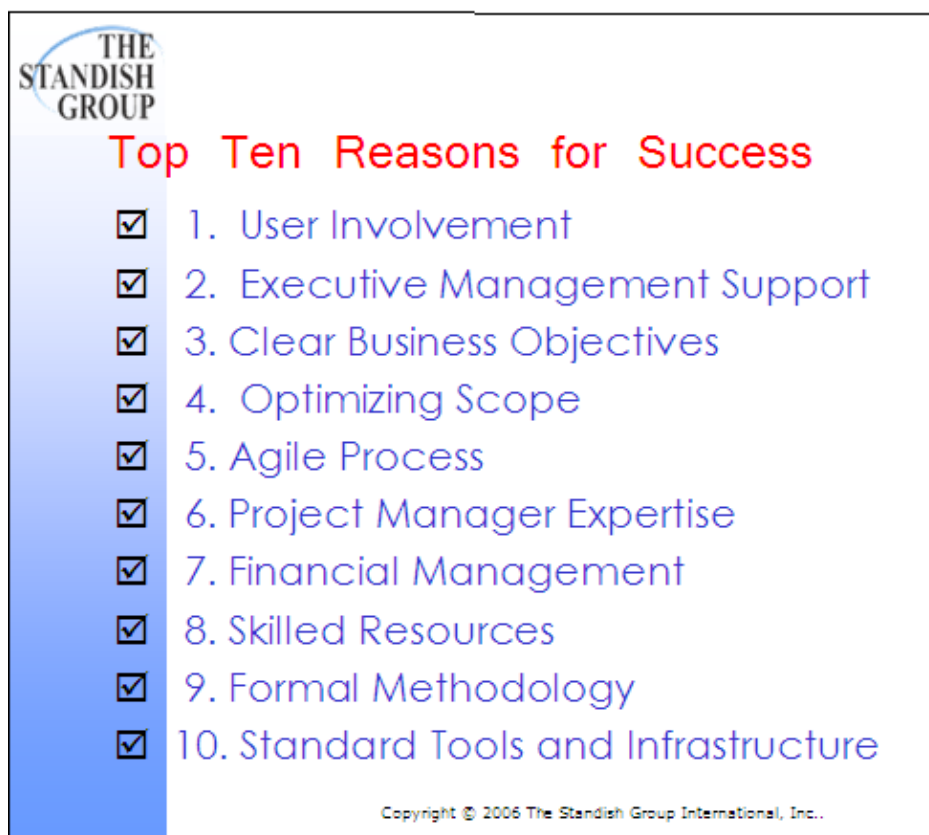 THE
STANDISH
GROUP
Top Ten Reasons for Success
1. User Involvement
2. Executive Management Support
3. Clear Business Objectives
4. Optimizing Scope
5. Agile Process
6. Project Manager Expertise
7. Financial Management
8. Skilled Resources
9. Formal Methodology
10. Standard Tools and Infrastructure
Copyright © 2006 The Standish Group International, Inc..